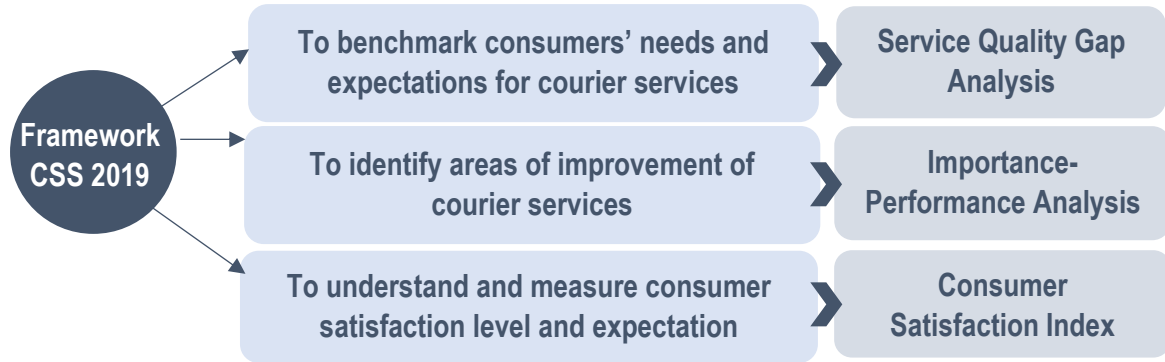 Framework
CSS 2019
To benchmark consumers’ needs and
expectations for courier services
Service Quality Gap
Analysis
To identify areas of improvement of
courier services
Importance-
Performance Analysis
To understand and measure consumer
satisfaction level and expectation
Consumer
Satisfaction Index